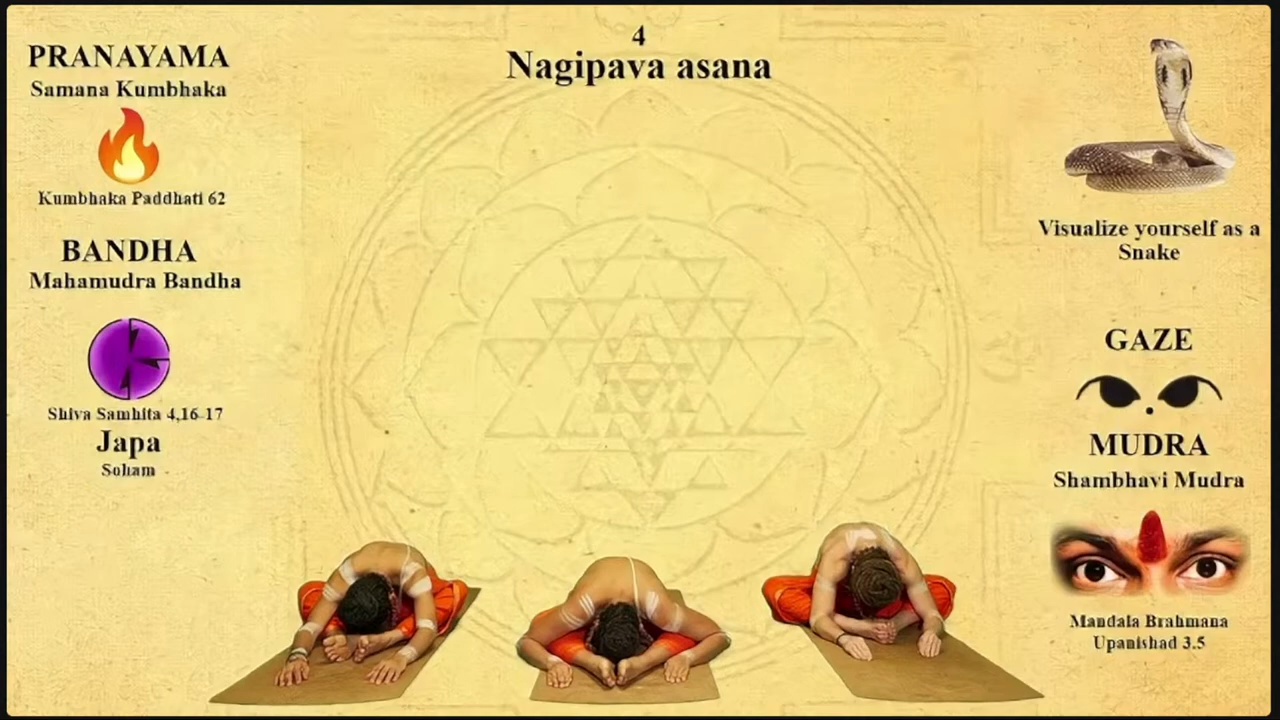 4
Nagipava asana
PRANAYAMA
Samana Kumbhaka
Kumbhaka Paddhati 62
BANDHA
Mahamudra Bandha
Shiva Samhita 4,16-17
Japa
Soham
Visualize yourself as a
Snake
GAZE
MUDRA
Shambhavi Mudra
Mandala Brahmana
Upanishad 3.5